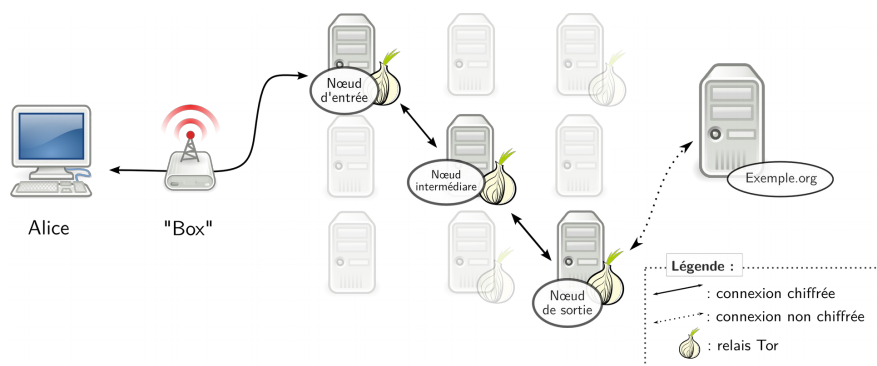 Nœud
d'entrée
Nœud
intermédiare
Exemple.org
Alice
"Box"
Nœud
de sortie
Légende :
: connexion chiffrée
: connexion non chiffrée
: relais Tor